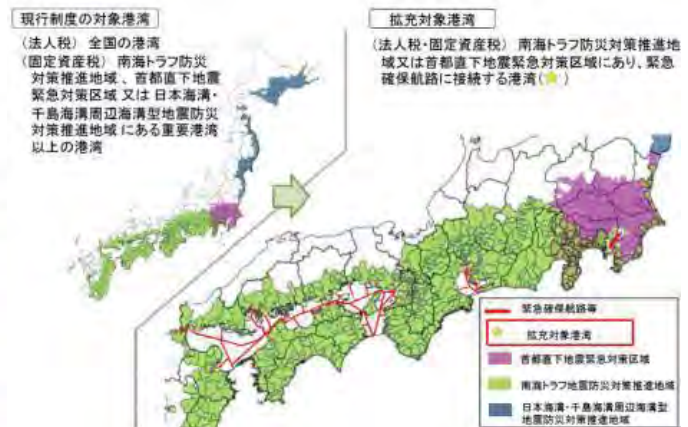 現行制度の対象港湾
(法人税) 全国の港湾
(固定資産税) 南海トラフ防災
対策推進地域、首都直下地震
緊急対策区域 又は 日本海溝・
千島海溝周辺海溝型地震防災
対策推進地域 にある重要港湾
以上の港湾
拡充対象港湾
(法人税・固定資産税) 南海トラフ防災対策推進地
域又は首都直下地震緊急対策区域にあり、緊急
確保航路に接続する港湾(★)
緊急確保航路等
拡充対象港湾
首都直下地震緊急対策区域
南海トラフ地震防災対策推進地域
日本海溝・千島海溝周辺海溝型
地震防災対策推進地域